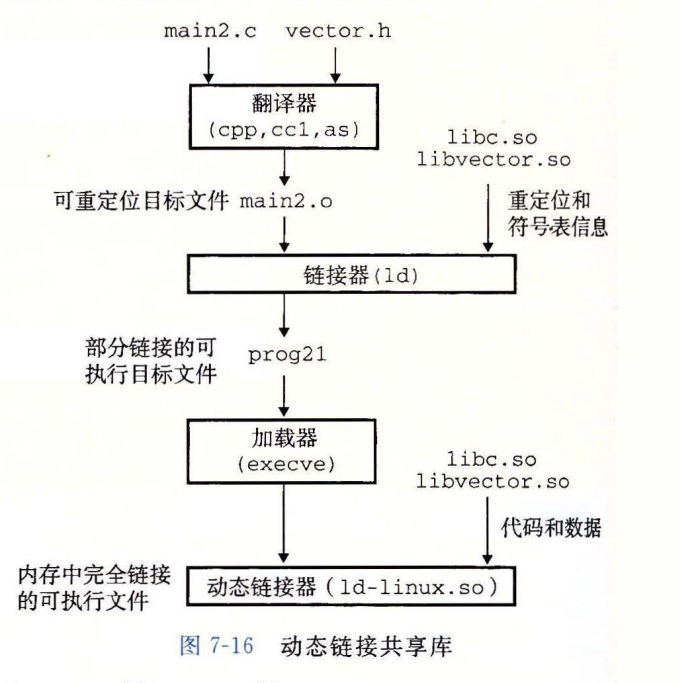 main2.c vector.h
翻译器
(cpp,cc1,as)
libc.so
libvector.so
可重定位目标文件 main2.o
重定位和
符号表信息
链接器(ld)
部分链接的可
执行目标文件
prog21
加载器
(execve)
libc.so
libvector.so
代码和数据
内存中完全链接
的可执行文件
动态链接器(ld-linux.so)
图 7-16 动态链接共享库